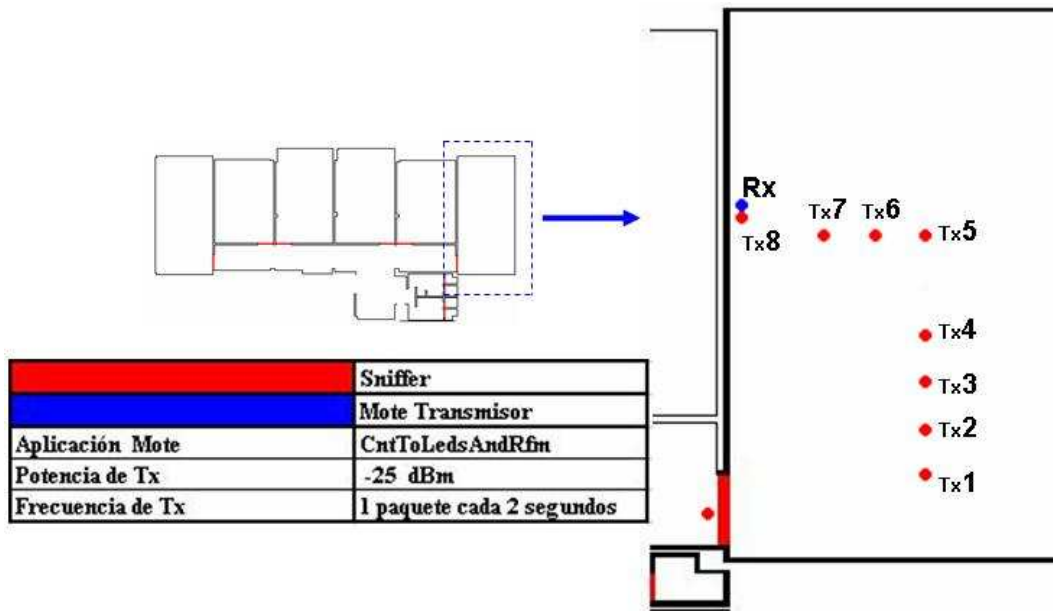 Rx
Tx7 Tx6
Tx8 Tx5
Tx4
Tx3
Tx2
Tx1
Sniffer
Mote Transmisor
Aplicación Mote CntToLedsAndRfm
Potencia de Tx -25 dBm
Frecuencia de Tx 1 paquete cada 2 segundos